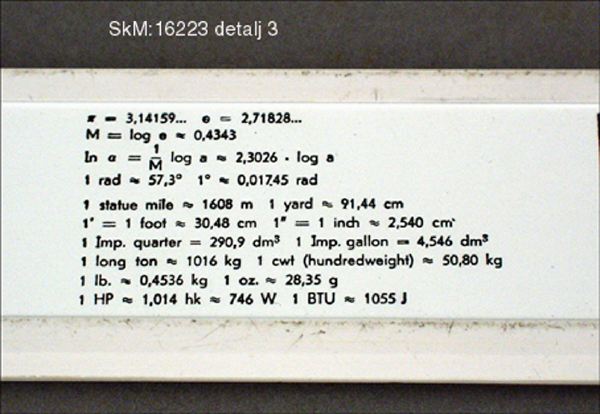 SkM:16223 detalj 3
π = 3,14159... e = 2,71828...
M = log e ≈ 0,4343
ln a = 1/M log a ≈ 2,3026 · log a
1 rad ≈ 57,3° 1° ≈ 0,01745 rad
1 statue mile ≈ 1608 m 1 yard ≈ 91,44 cm
1' = 1 foot ≈ 30,48 cm 1" = 1 inch ≈ 2,540 cm
1 Imp. quarter = 290,9 dm³ 1 Imp. gallon = 4,546 dm³
1 long ton ≈ 1016 kg 1 cwt (hundredweight) ≈ 50,80 kg
1 lb. ≈ 0,4536 kg 1 oz. ≈ 28,35 g
1 HP ≈ 1,014 hk ≈ 746 W 1 BTU ≈ 1055 J